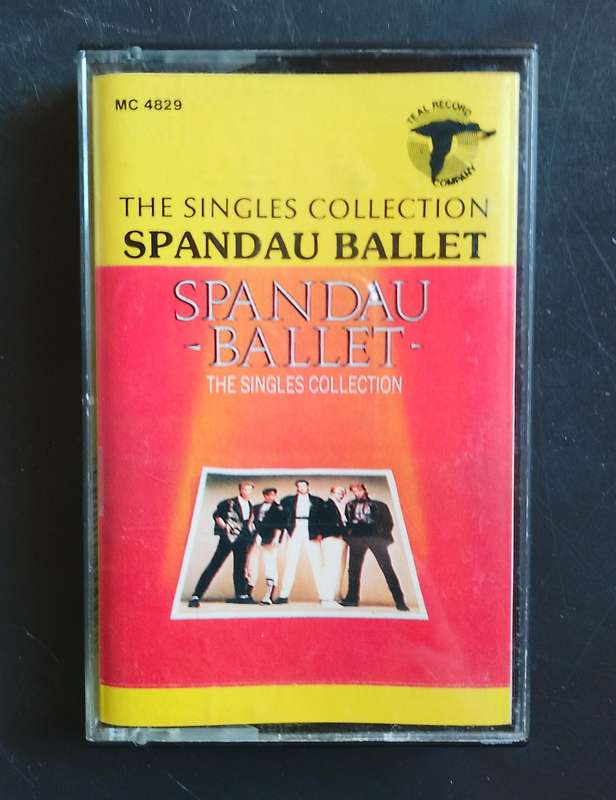 MC 4829
TEAL RECORD
COMPANY
THE SINGLES COLLECTION
SPANDAU BALLET
SPANDAU
-BALLET-
THE SINGLES COLLECTION